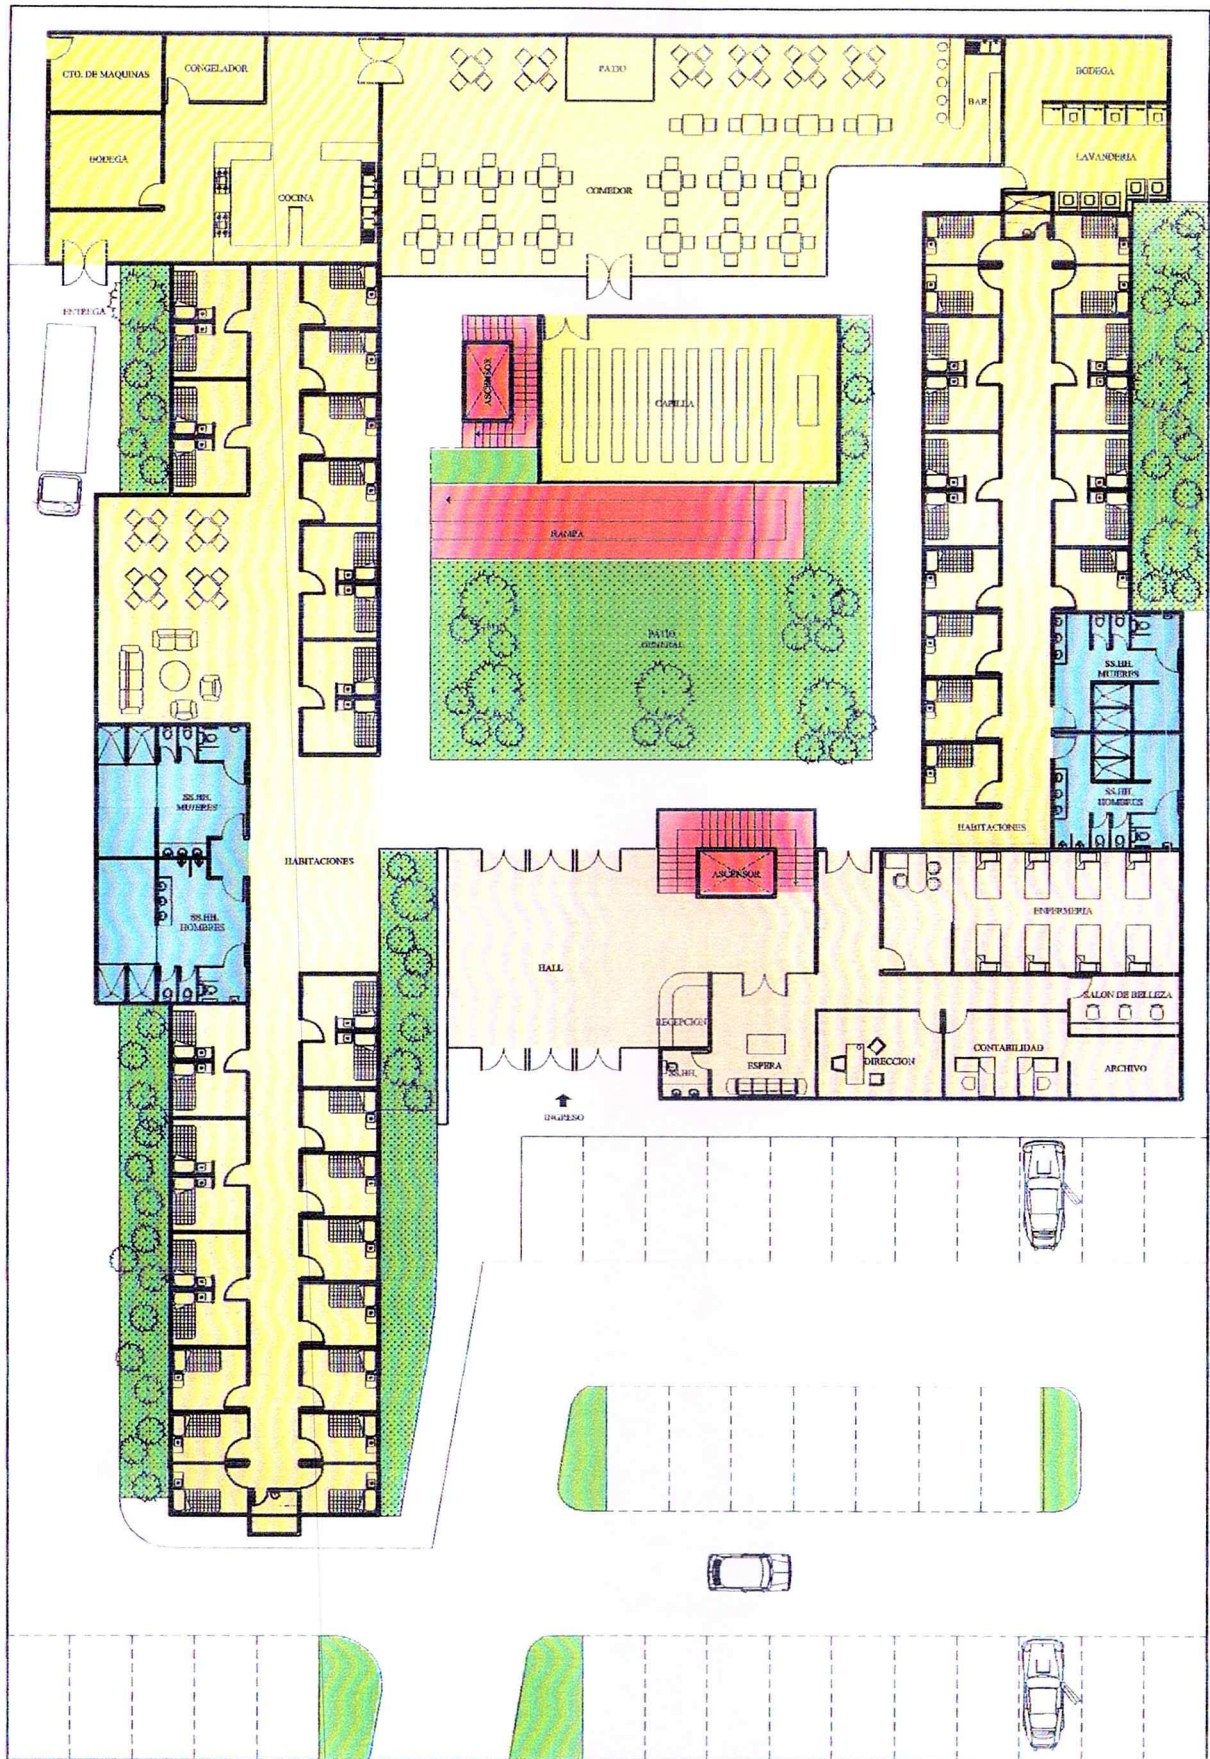 CTO. DE MAQUINAS
CONGELADOR
PATIO
BAR
BODEGA
BODEGA
COCINA
COMEDOR
LAVANDERIA
ENTREGA
ASCENSOR
CAPILLA
RAMPA
PATIO
GENERAL
SS.HH.
MUJERES
SS.HH.
MUJERES
SS.HH.
HOMBRES
HABITACIONES
HABITACIONES
ASCENSOR
SS.HH.
HOMBRES
ENFERMERIA
HALL
RECEPCION
SALON DE BELLEZA
SS.HH.
ESPERA
DIRECCION
CONTABILIDAD
ARCHIVO
INGRESO